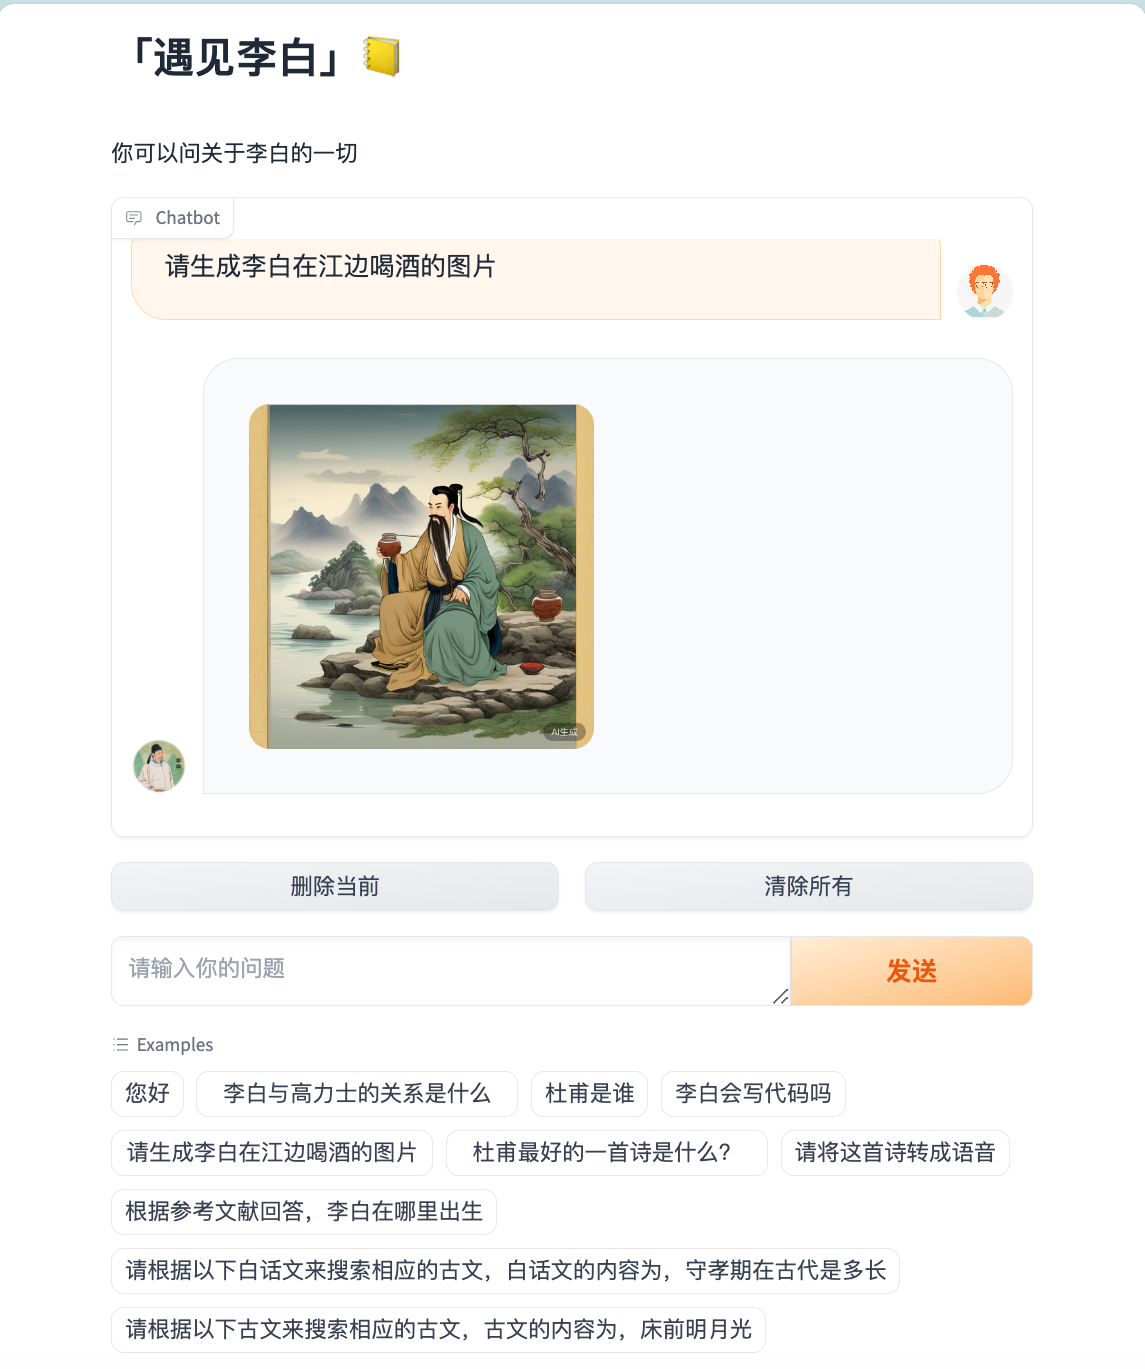 「遇见李白」
你可以问关于李白的一切
Chatbot
请生成李白在江边喝酒的图片
AI生成
删除当前 清除所有
请输入你的问题 发送
Examples
您好 李白与高力士的关系是什么 杜甫是谁 李白会写代码吗
请生成李白在江边喝酒的图片 杜甫最好的一首诗是什么? 请将这首诗转成语音
根据参考文献回答，李白在哪里出生
请根据以下白话文来搜索相应的古文，白话文的内容为，守孝期在古代是多长
请根据以下古文来搜索相应的古文，古文的内容为，床前明月光